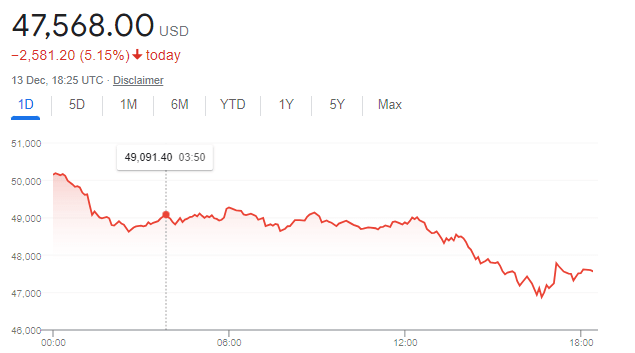 47,568.00 USD
−2,581.20 (5.15%) today
13 Dec, 18:25 UTC · Disclaimer
1D 5D 1M 6M YTD 1Y 5Y Max
51,000
49,091.40 03:50
50,000
49,000
48,000
47,000
46,000
00:00 06:00 12:00 18:00